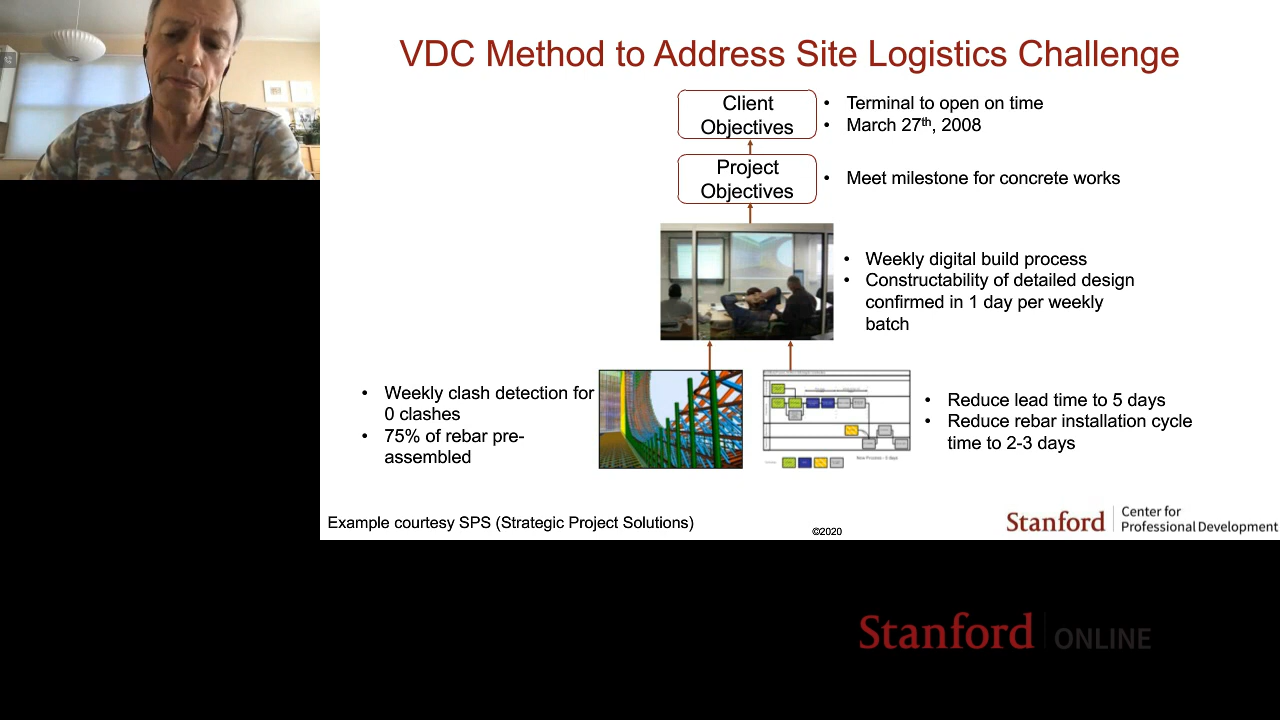 VDC Method to Address Site Logistics Challenge
Client
Objectives
• Terminal to open on time
• March 27th, 2008
Project
Objectives
• Meet milestone for concrete works
• Weekly digital build process
• Constructability of detailed design
confirmed in 1 day per weekly
batch
• Weekly clash detection for
0 clashes
• 75% of rebar pre-
assembled
• Reduce lead time to 5 days
• Reduce rebar installation cycle
time to 2-3 days
New Process - 5 days
Example courtesy SPS (Strategic Project Solutions)
©2020
Stanford
Center for
Professional Development
Stanford ONLINE